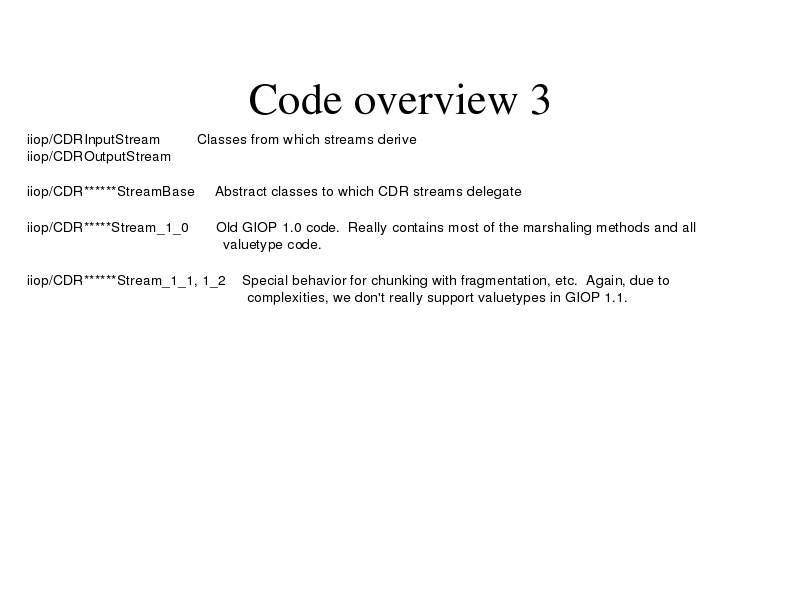 Code overview 3
iiop/CDRInputStream Classes from which streams derive
iiop/CDROutputStream
iiop/CDR******StreamBase Abstract classes to which CDR streams delegate
iiop/CDR*****Stream_1_0 Old GIOP 1.0 code. Really contains most of the marshaling methods and all
valuetype code.
iiop/CDR******Stream_1_1, 1_2 Special behavior for chunking with fragmentation, etc. Again, due to
complexities, we don't really support valuetypes in GIOP 1.1.